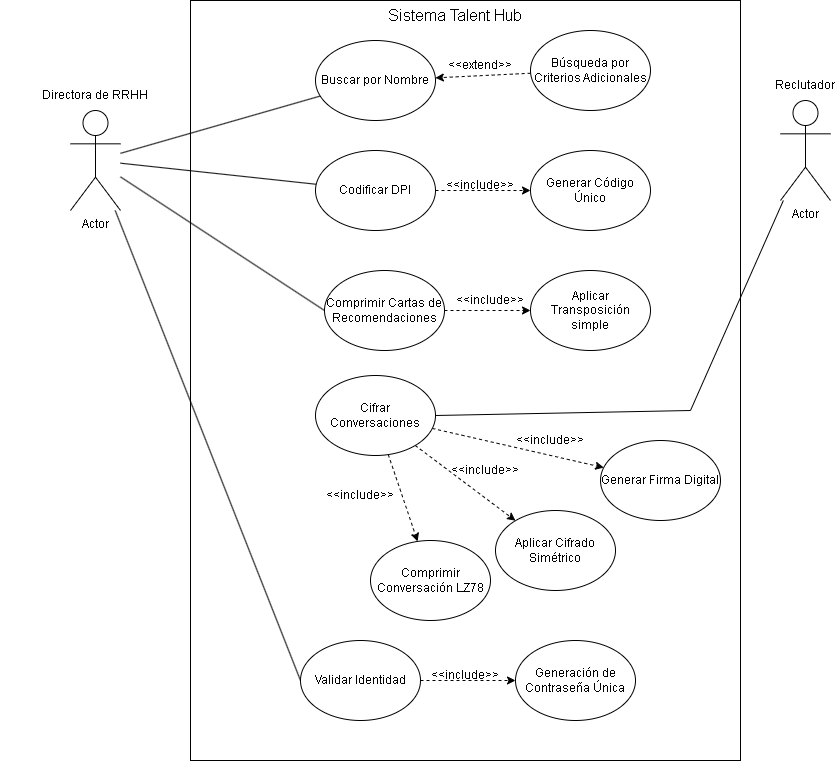 Sistema Talent Hub
Directora de RRHH
Actor
Reclutador
Actor
Buscar por Nombre
<<extend>>
Búsqueda por
Criterios Adicionales
Codificar DPI
<<include>>
Generar Código
Único
Comprimir Cartas de
Recomendaciones
<<include>>
Aplicar
Transposición
simple
Cifrar
Conversaciones
<<include>>
Generar Firma Digital
<<include>>
Aplicar Cifrado
Simétrico
<<include>>
Comprimir
Conversación LZ78
Validar Identidad
<<include>>
Generación de
Contraseña Única